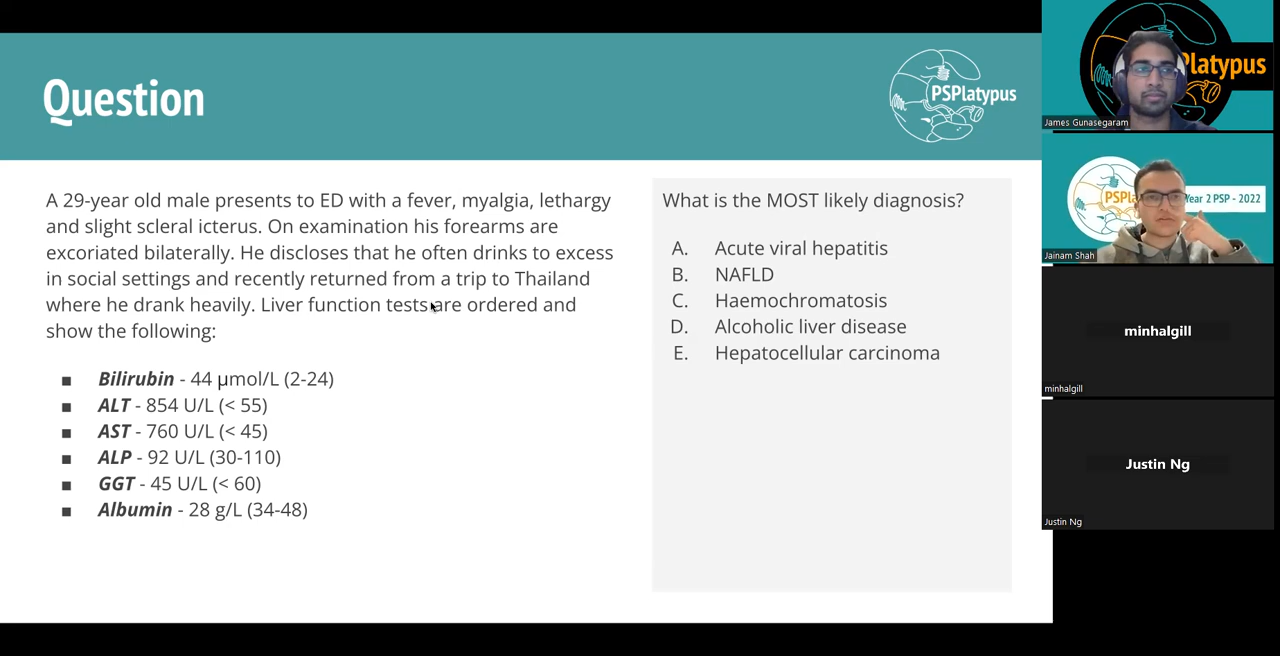 Question
PSPlatypus
A 29-year old male presents to ED with a fever, myalgia, lethargy
and slight scleral icterus. On examination his forearms are
excoriated bilaterally. He discloses that he often drinks to excess
in social settings and recently returned from a trip to Thailand
where he drank heavily. Liver function tests are ordered and
show the following:
■ Bilirubin - 44 µmol/L (2-24)
■ ALT - 854 U/L (< 55)
■ AST - 760 U/L (< 45)
■ ALP - 92 U/L (30-110)
■ GGT - 45 U/L (< 60)
■ Albumin - 28 g/L (34-48)
What is the MOST likely diagnosis?
A. Acute viral hepatitis
B. NAFLD
C. Haemochromatosis
D. Alcoholic liver disease
E. Hepatocellular carcinoma
Platypus
James Gunasegaram
PSP
Year 2 PSP - 2022
Jainam Shah
minhalgill
minhalgill
Justin Ng
Justin Ng